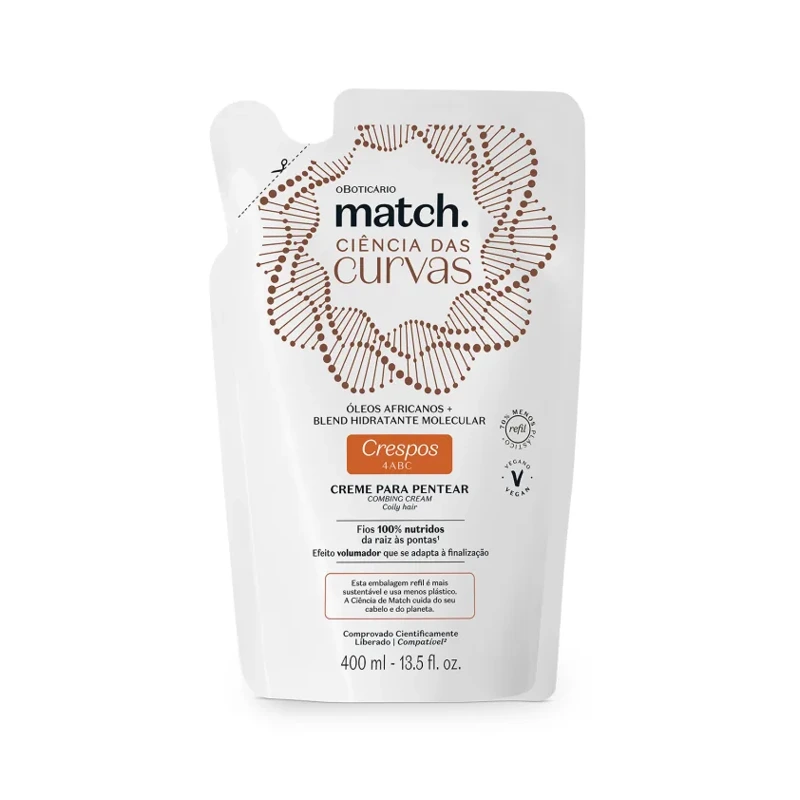 oBOTICÁRIO
match.
CIÊNCIA DAS
curvas
ÓLEOS AFRICANOS +
BLEND HIDRATANTE MOLECULAR
Crespos
4ABC
CREME PARA PENTEAR
COMBING CREAM
Coily hair
70% MENOS PLÁSTICO*
refil
VEGANO
V
VEGAN
Fios 100% nutridos
da raiz às pontas¹
Efeito volumador que se adapta à finalização
Esta embalagem refil é mais
sustentável e usa menos plástico.
A Ciência de Match cuida do seu
cabelo e do planeta.
Comprovado Cientificamente
Liberado | Compatível²
400 ml - 13.5 fl. oz.